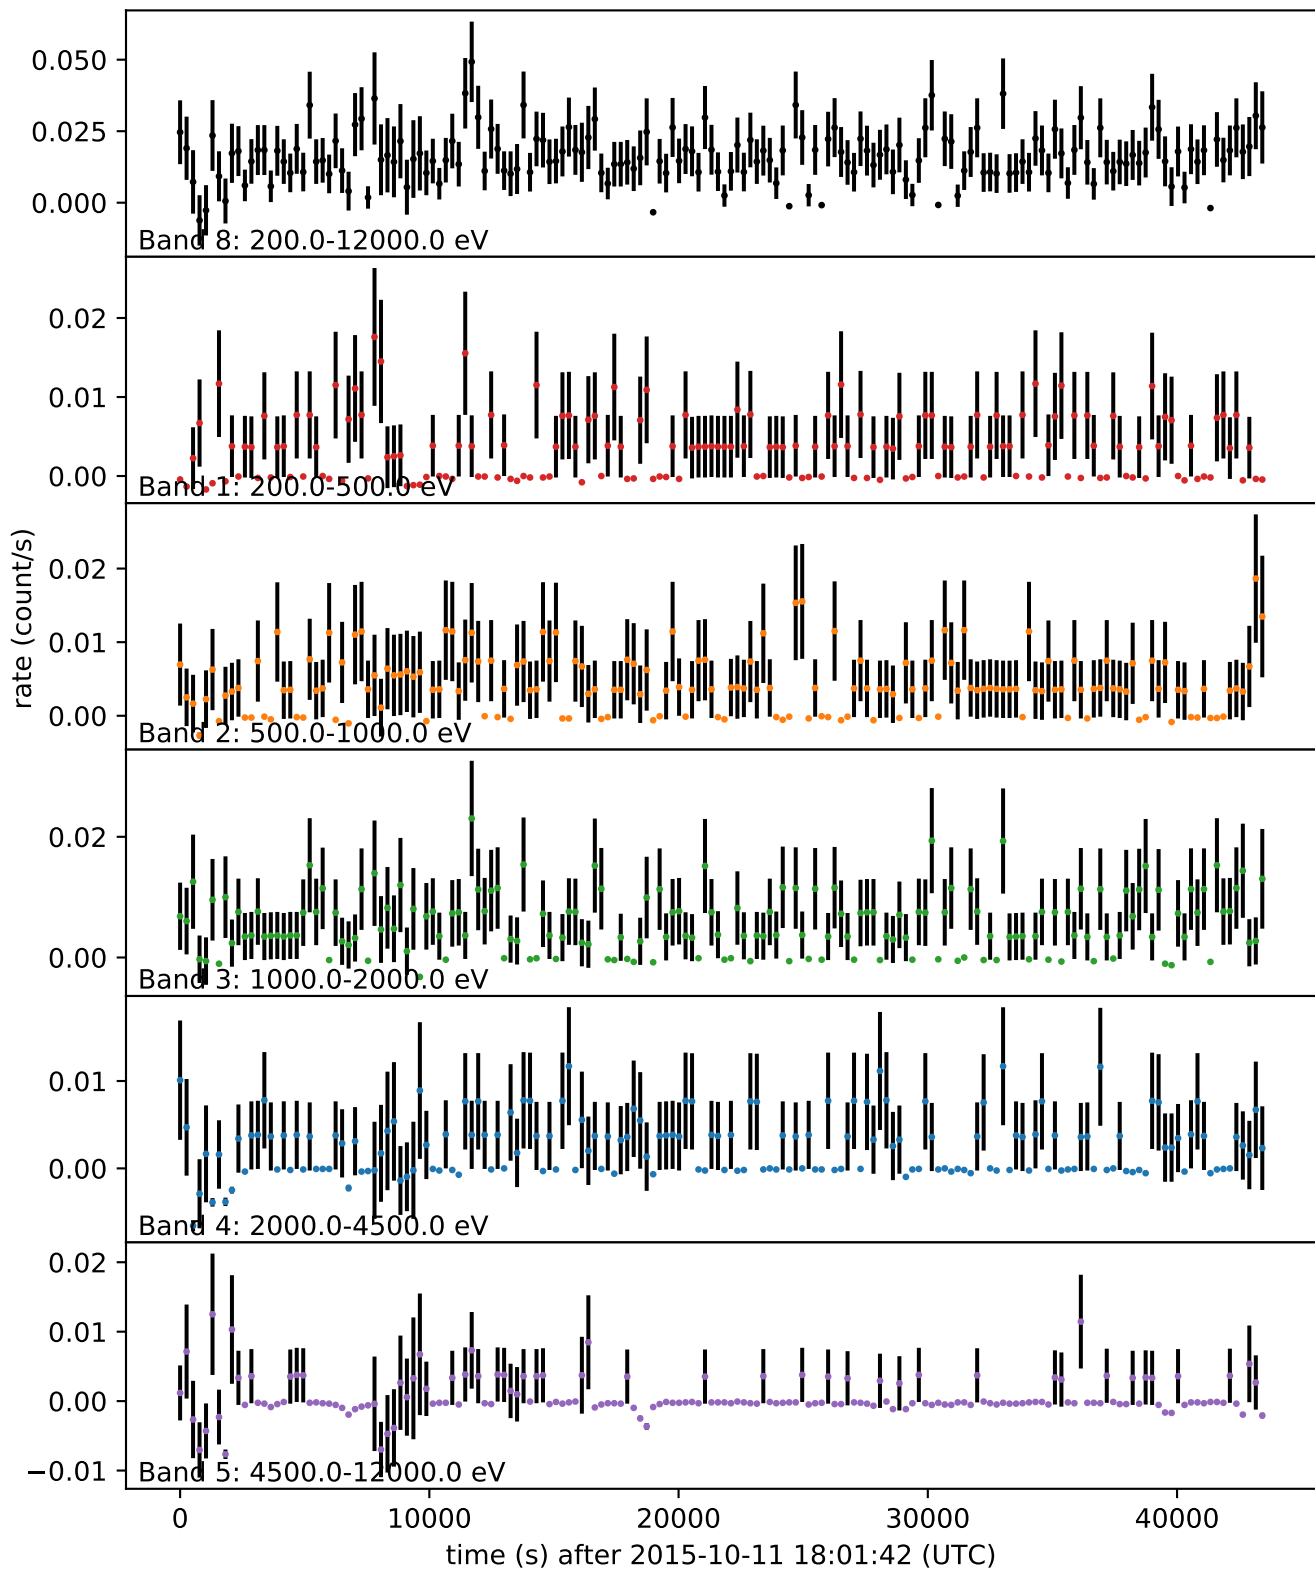 0.050
0.025
0.000
Band 8: 200.0-12000.0 eV
0.02
0.01
0.00
Band 1: 200.0-500.0 eV
rate (count/s)
0.02
0.01
0.00
Band 2: 500.0-1000.0 eV
0.02
0.00
Band 3: 1000.0-2000.0 eV
0.01
0.00
Band 4: 2000.0-4500.0 eV
0.02
0.01
0.00
−0.01
Band 5: 4500.0-12000.0 eV
0 10000 20000 30000 40000
time (s) after 2015-10-11 18:01:42 (UTC)